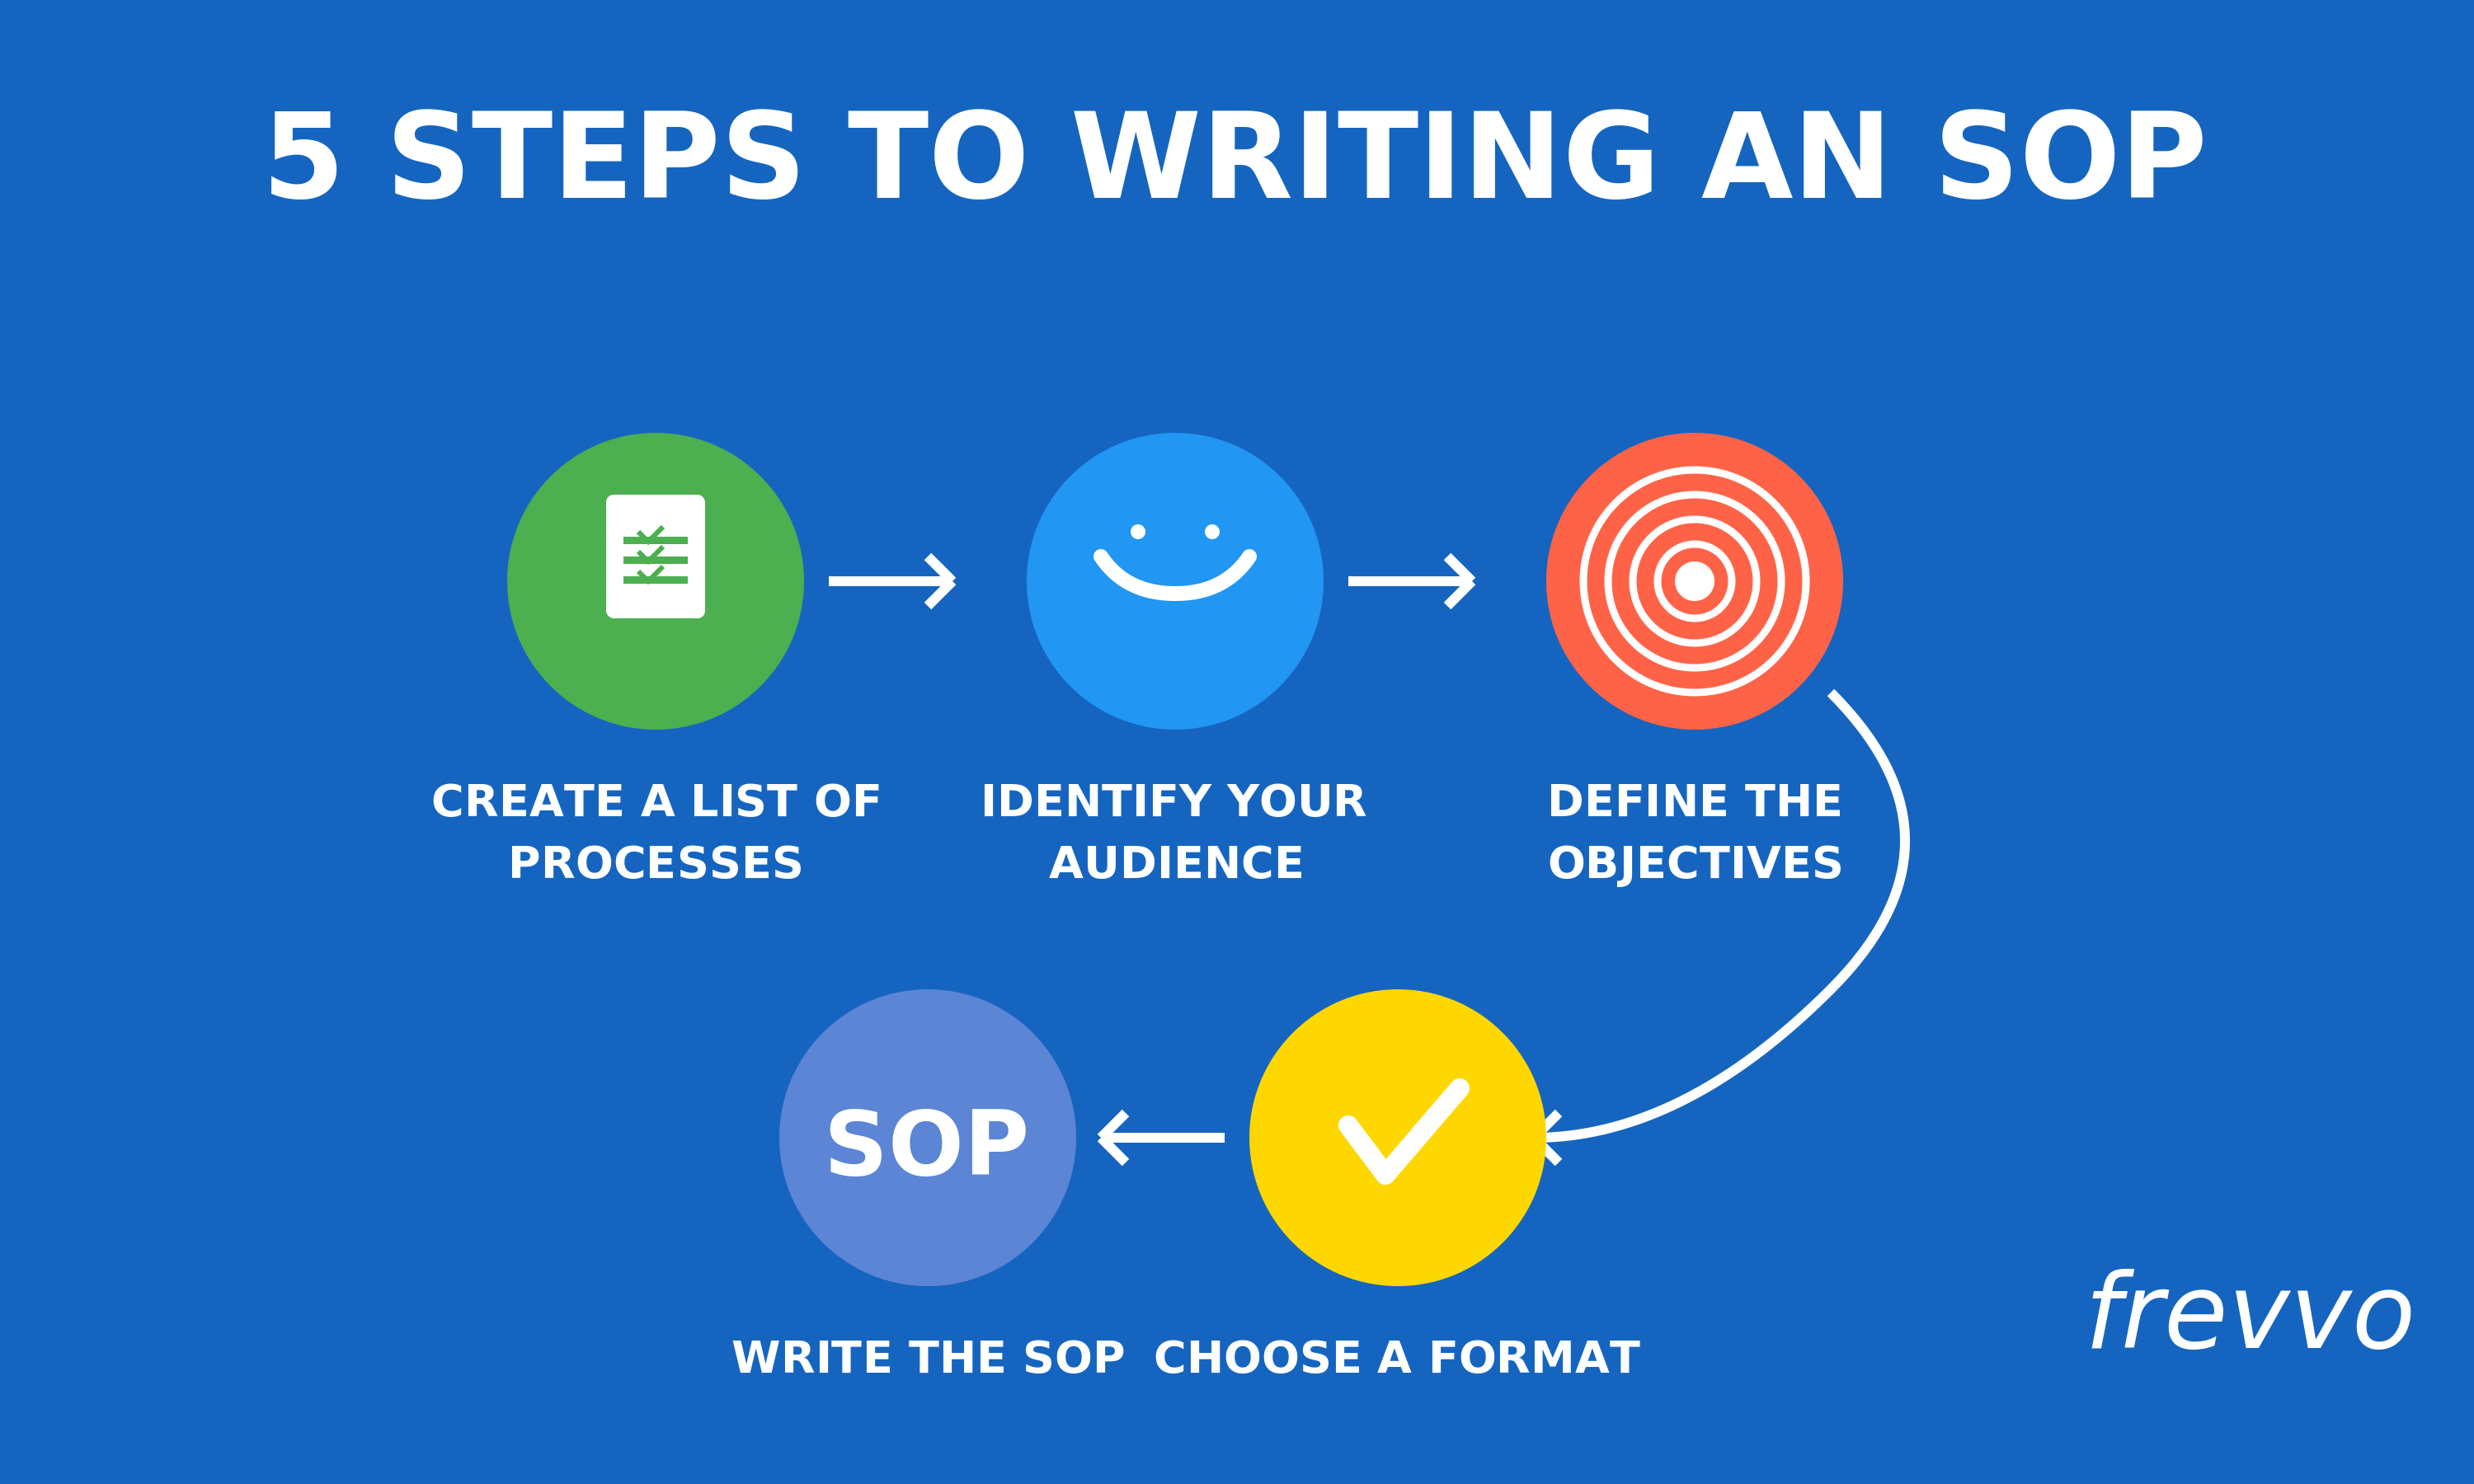 5 STEPS TO WRITING AN SOP
CREATE A LIST OF
PROCESSES
IDENTIFY YOUR
AUDIENCE
DEFINE THE
OBJECTIVES
SOP
WRITE THE SOP
CHOOSE A FORMAT
frevvo